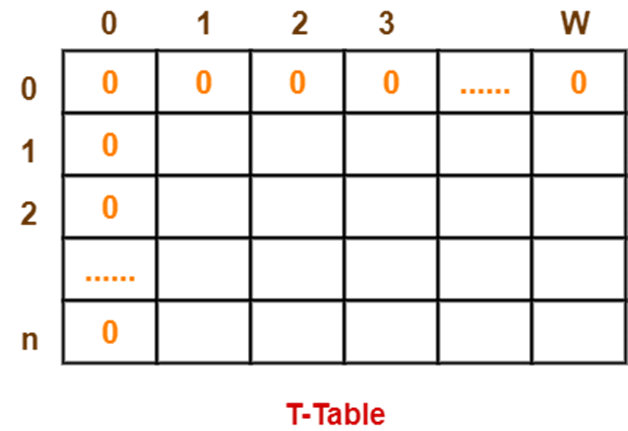 0 1 2 3 W
0 0 0 0 0 ...... 0
1 0
2 0
......
n 0
T-Table